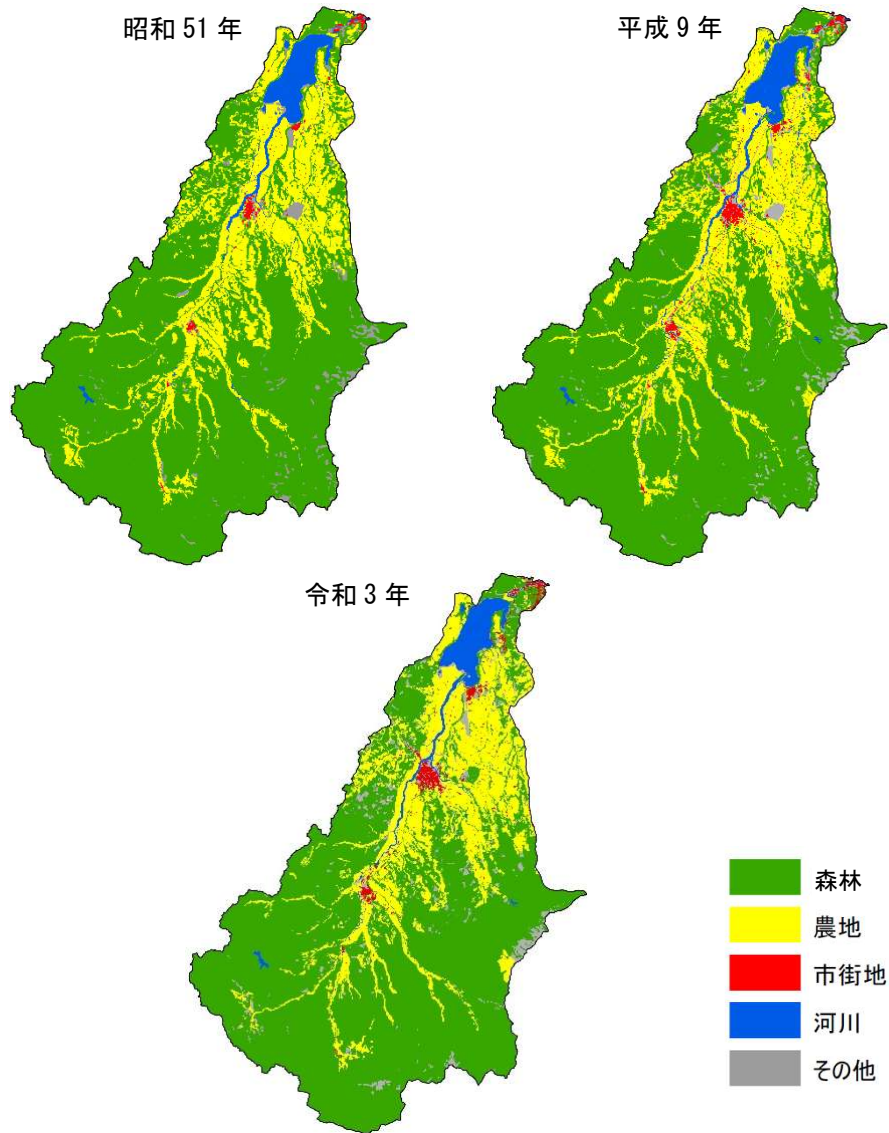 昭和 51 年
平成 9 年
令和 3 年
森林
農地
市街地
河川
その他